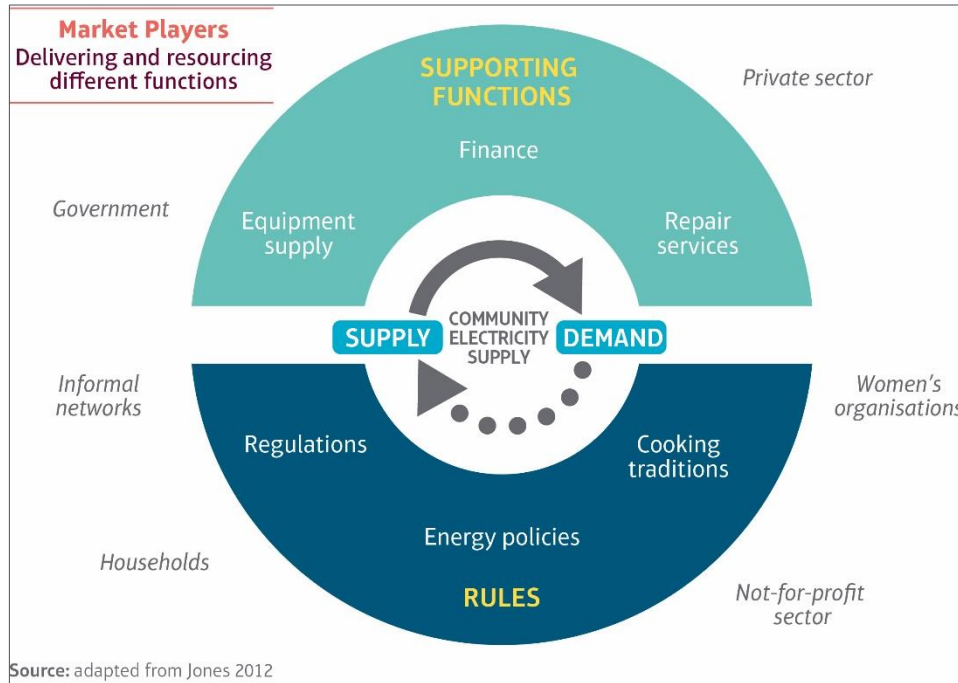 Market Players
Delivering and resourcing
different functions
SUPPORTING
FUNCTIONS
Private sector
Finance
Government
Equipment
supply
Repair
services
SUPPLY
COMMUNITY
ELECTRICITY
SUPPLY
DEMAND
Informal
networks
Women's
organisations
Regulations
Cooking
traditions
Energy policies
Households
RULES
Not-for-profit
sector
Source: adapted from Jones 2012